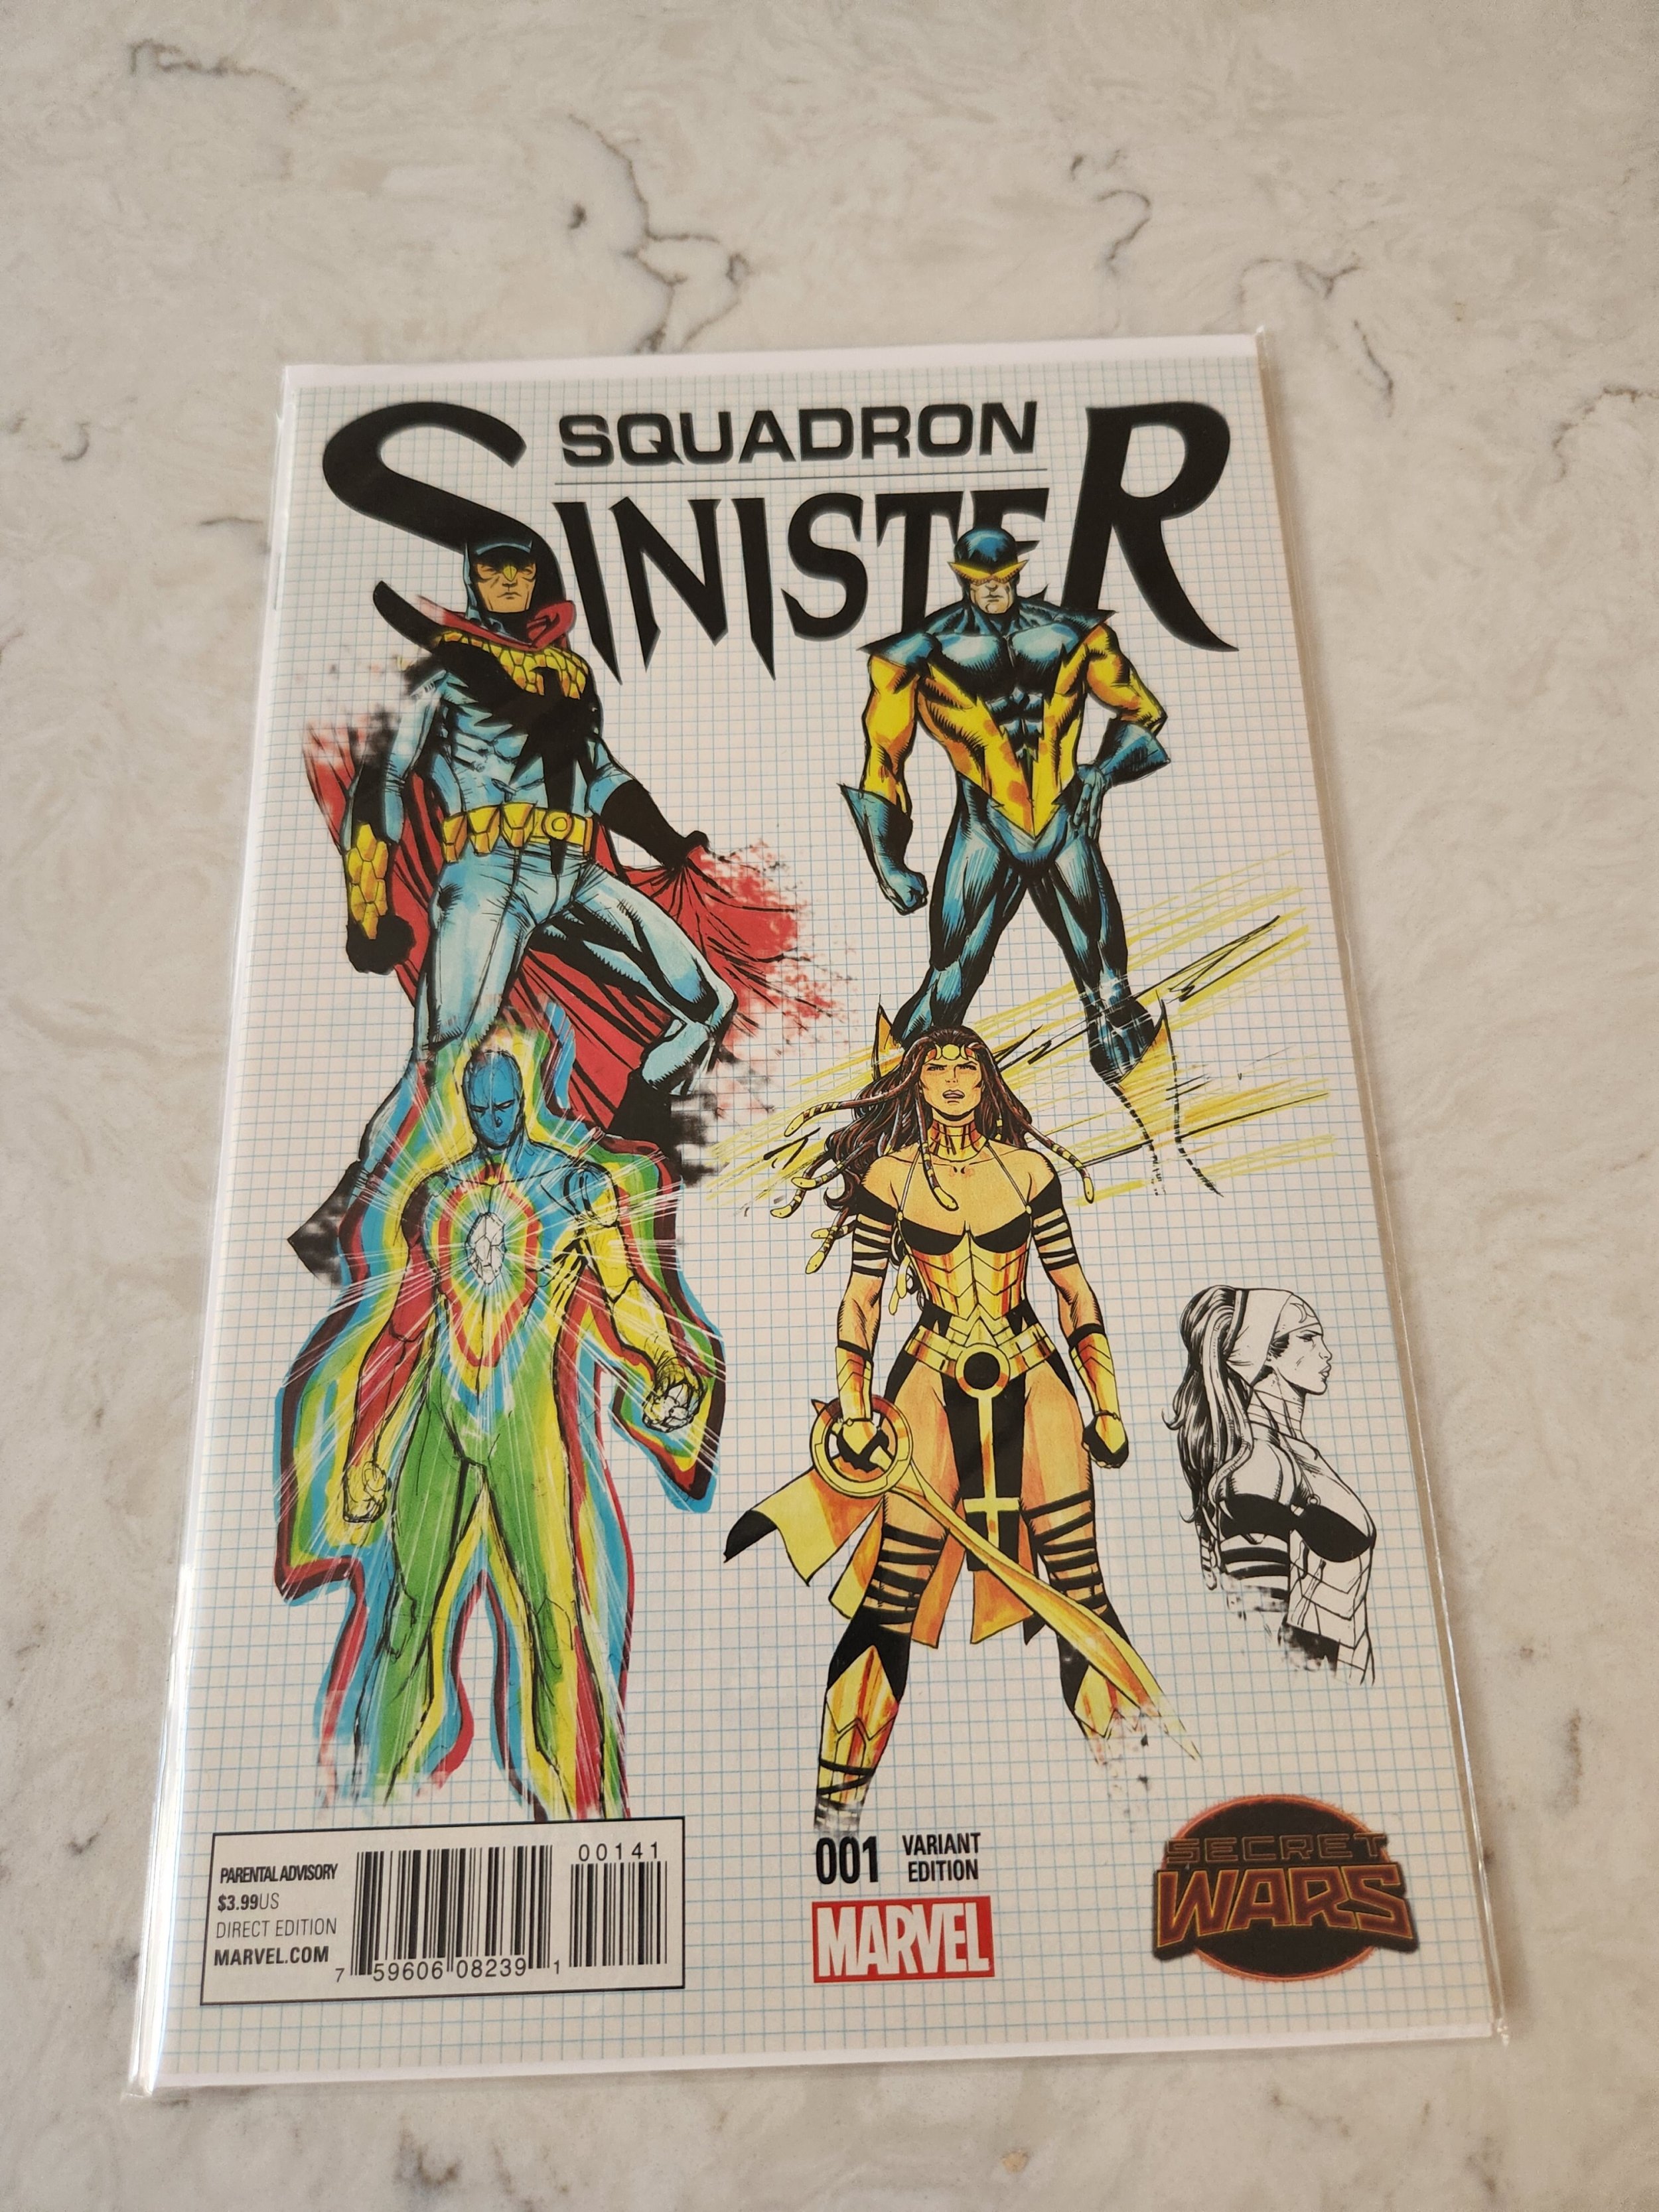 SQUADRON
SINISTER
PARENTAL ADVISORY
$3.99US
DIRECT EDITION
MARVEL.COM
00141
7 59606 08239 1
001 VARIANT
EDITION
MARVEL
SECRET
WARS